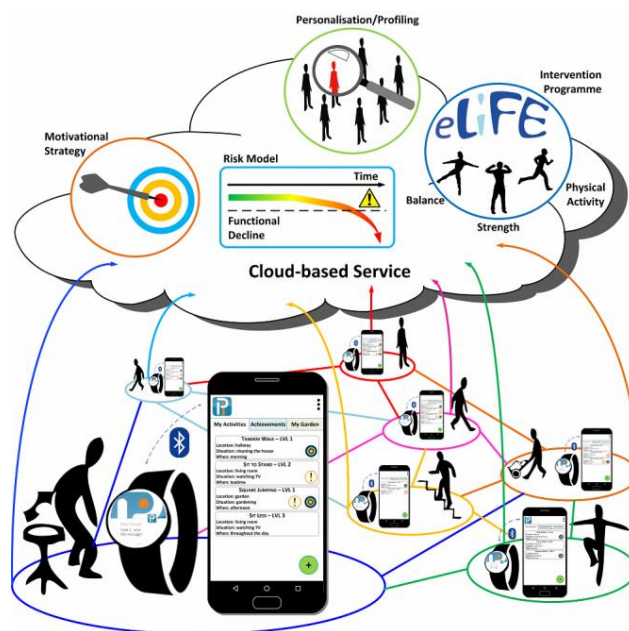 Personalisation/Profiling
Intervention
Programme
eLiFE
Motivational
Strategy
Risk Model
Time
Functional
Decline
Balance
Physical
Activity
Strength
Cloud-based Service
My Activities Achievements My Garden
TANDEM WALK – LVL 1
Location: hallway
Situation: cleaning the house
When: morning
SIT TO STAND – LVL 2
Location: living room
Situation: watching TV
When: teatime
SQUARE JUMPING – LVL 1
Location: garden
Situation: gardening
When: afternoon
SIT LESS – LVL 3
Location: living room
Situation: watching TV
When: throughout the day